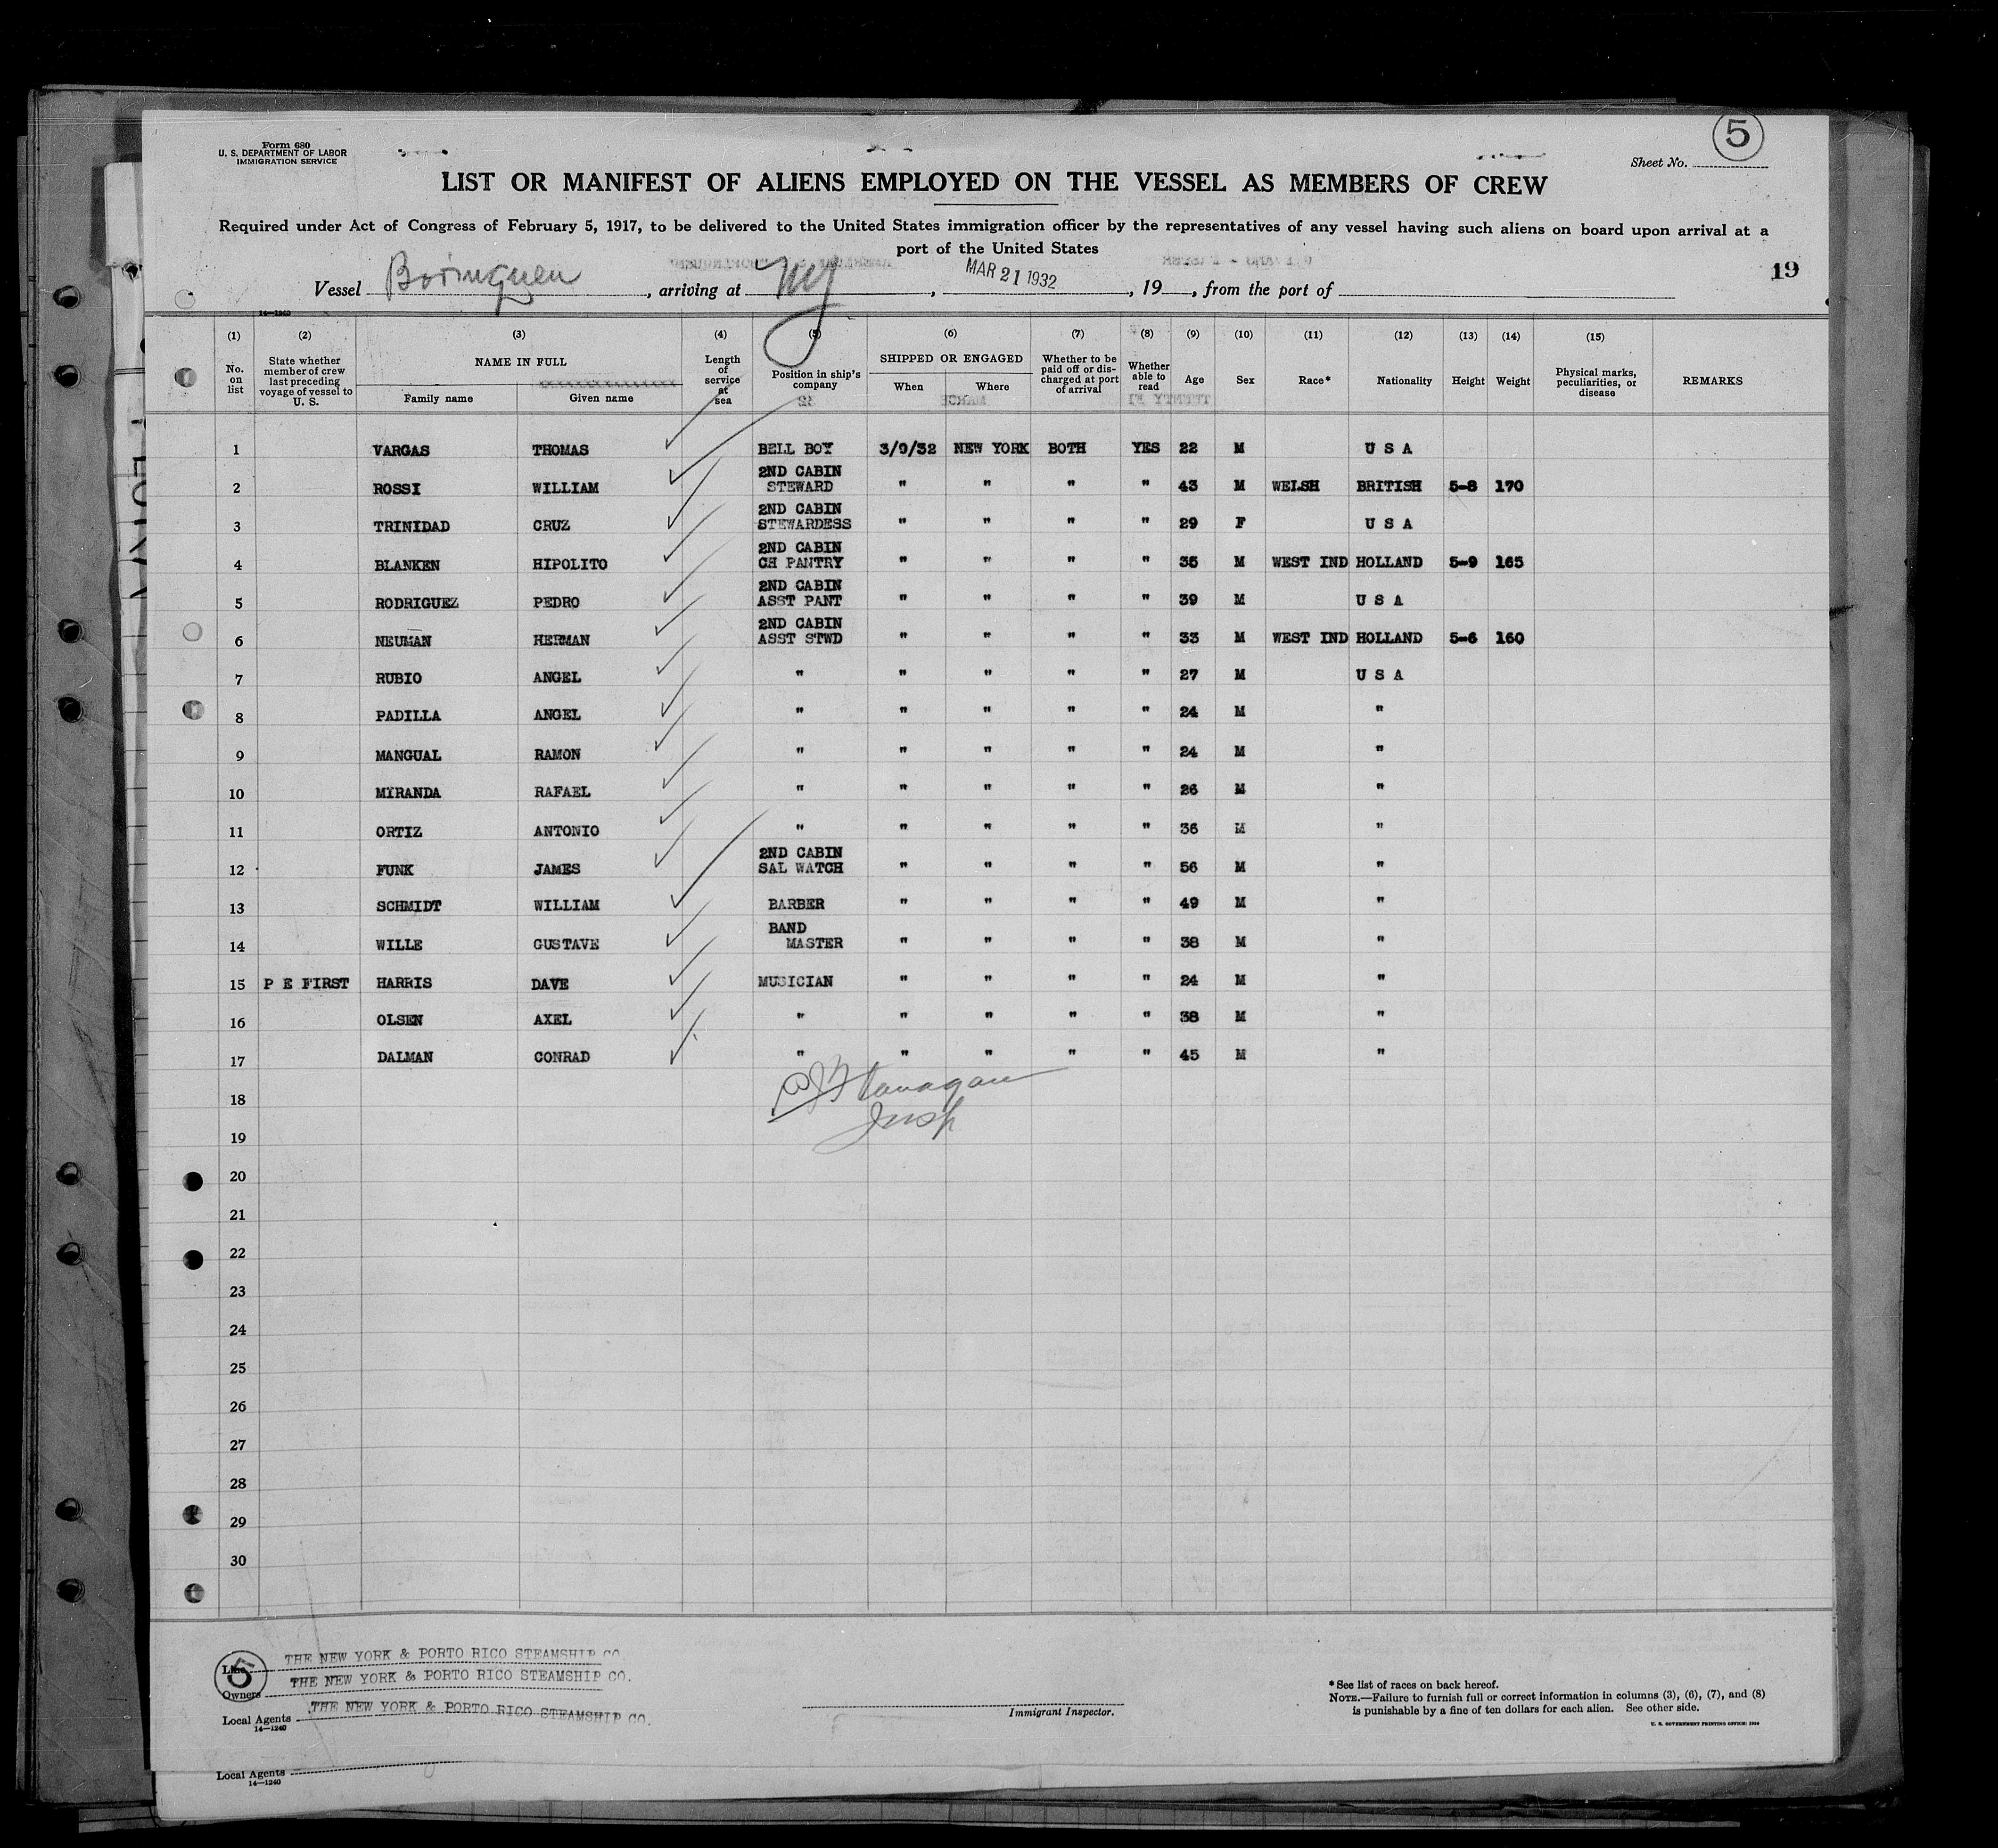 Form 680
U. S. DEPARTMENT OF LABOR
IMMIGRATION SERVICE
5
Sheet No.
LIST OR MANIFEST OF ALIENS EMPLOYED ON THE VESSEL AS MEMBERS OF CREW
Required under Act of Congress of February 5, 1917, to be delivered to the United States immigration officer by the representatives of any vessel having such aliens on board upon arrival at a
port of the United States
19
Vessel Borinquen, arriving at NY, MAR 21 1932, 19, from the port of
14—1240
(1) (2) (3) (4) (5) (6) (7) (8) (9) (10) (11) (12) (13) (14) (15)
No. on list
State whether member of crew last preceding voyage of vessel to U. S.
NAME IN FULL
Family name Given name
Length of service at sea
Position in ship's company
SHIPPED OR ENGAGED
When Where
Whether to be paid off or discharged at port of arrival
Whether able to read
Age Sex Race* Nationality Height Weight
Physical marks, peculiarities, or disease
REMARKS
1 VARGAS THOMAS BELL BOY 3/9/32 NEW YORK BOTH YES 22 M U S A
2 ROSSI WILLIAM 2ND CABIN STEWARD " " " " 43 M WELSH BRITISH 5-8 170
3 TRINIDAD CRUZ 2ND CABIN STEWARDESS " " " " 29 F U S A
4 BLANKEN HIPOLITO 2ND CABIN CH PANTRY " " " " 35 M WEST IND HOLLAND 5-9 165
5 RODRIGUEZ PEDRO 2ND CABIN ASST PANT " " " " 39 M U S A
6 NEUMAN HERMAN 2ND CABIN ASST STWD " " " " 33 M WEST IND HOLLAND 5-6 160
7 RUBIO ANGEL " " " " " 27 M U S A
8 PADILLA ANGEL " " " " " 24 M "
9 MANGUAL RAMON " " " " " 24 M "
10 MIRANDA RAFAEL " " " " " 26 M "
11 ORTIZ ANTONIO " " " " " 36 M "
12 FUNK JAMES 2ND CABIN SAL WATCH " " " " 56 M "
13 SCHMIDT WILLIAM BARBER " " " " 49 M "
14 WILLE GUSTAVE BAND MASTER " " " " 38 M "
15 P E FIRST HARRIS DAVE MUSICIAN " " " " 24 M "
16 OLSEN AXEL " " " " " 38 M "
17 DALMAN CONRAD " " " " " 45 M "
Flanagan
18
Insp
19
20
21
22
23
24
25
26
27
28
29
30
5
Line THE NEW YORK & PORTO RICO STEAMSHIP CO.
Owners THE NEW YORK & PORTO RICO STEAMSHIP CO.
Local Agents THE NEW YORK & PORTO RICO STEAMSHIP CO.
14—1240
Immigrant Inspector.
*See list of races on back hereof.
NOTE.—Failure to furnish full or correct information in columns (3), (6), (7), and (8)
is punishable by a fine of ten dollars for each alien. See other side.
U. S. GOVERNMENT PRINTING OFFICE:
Local Agents
14—1240